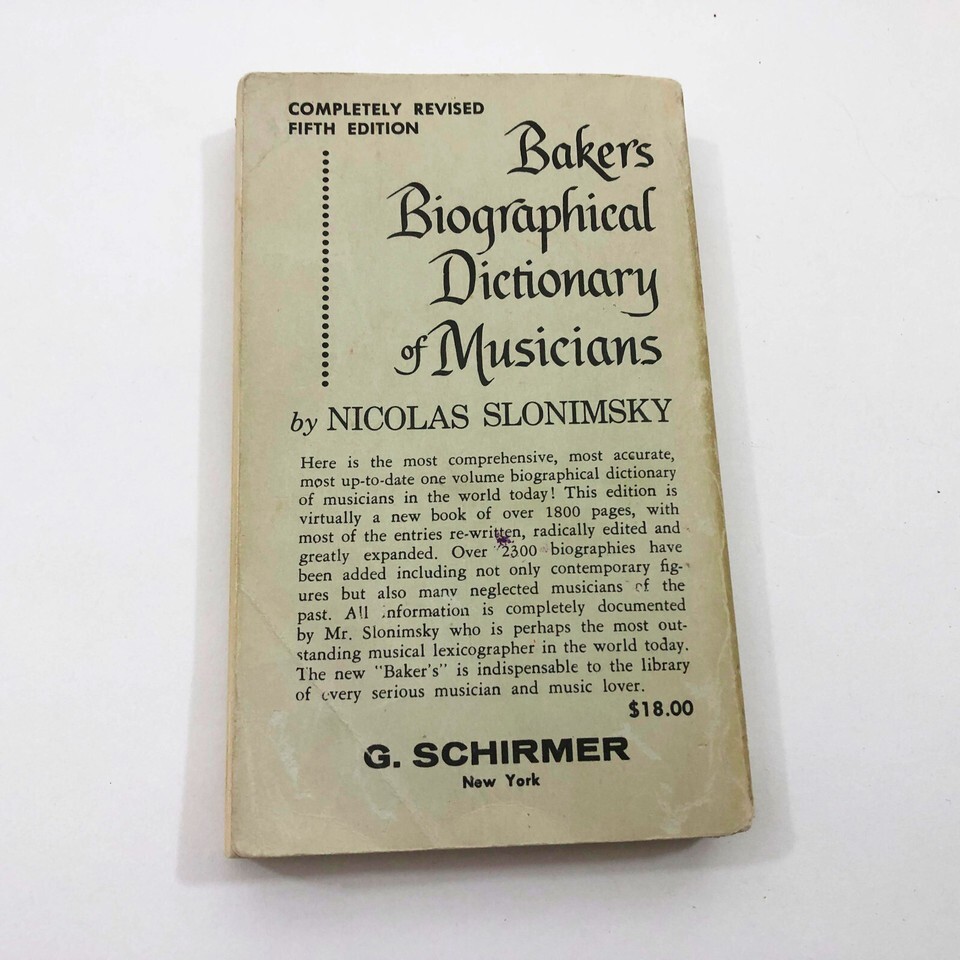 COMPLETELY REVISED
FIFTH EDITION
Bakers
Biographical
Dictionary
of Musicians
by NICOLAS SLONIMSKY
Here is the most comprehensive, most accurate,
most up-to-date one volume biographical dictionary
of musicians in the world today! This edition is
virtually a new book of over 1800 pages, with
most of the entries re-written, radically edited and
greatly expanded. Over 2300 biographies have
been added including not only contemporary fig-
ures but also many neglected musicians of the
past. All information is completely documented
by Mr. Slonimsky who is perhaps the most out-
standing musical lexicographer in the world today.
The new "Baker's" is indispensable to the library
of every serious musician and music lover.
$18.00
G. SCHIRMER
New York